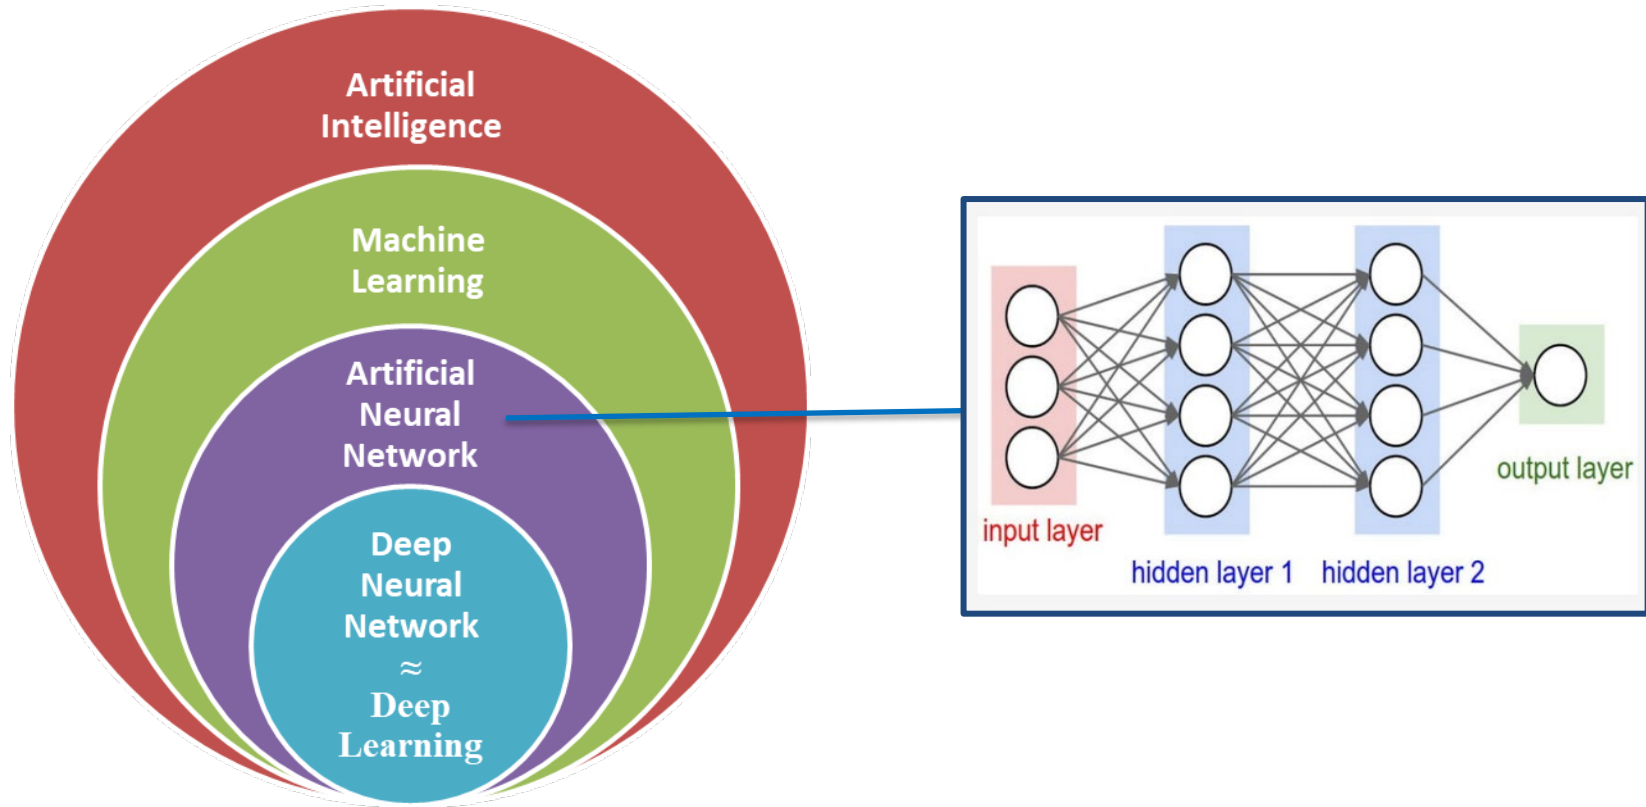 Artificial
Intelligence
Machine
Learning
Artificial
Neural
Network
Deep
Neural
Network
≈
Deep
Learning
input layer
hidden layer 1
hidden layer 2
output layer